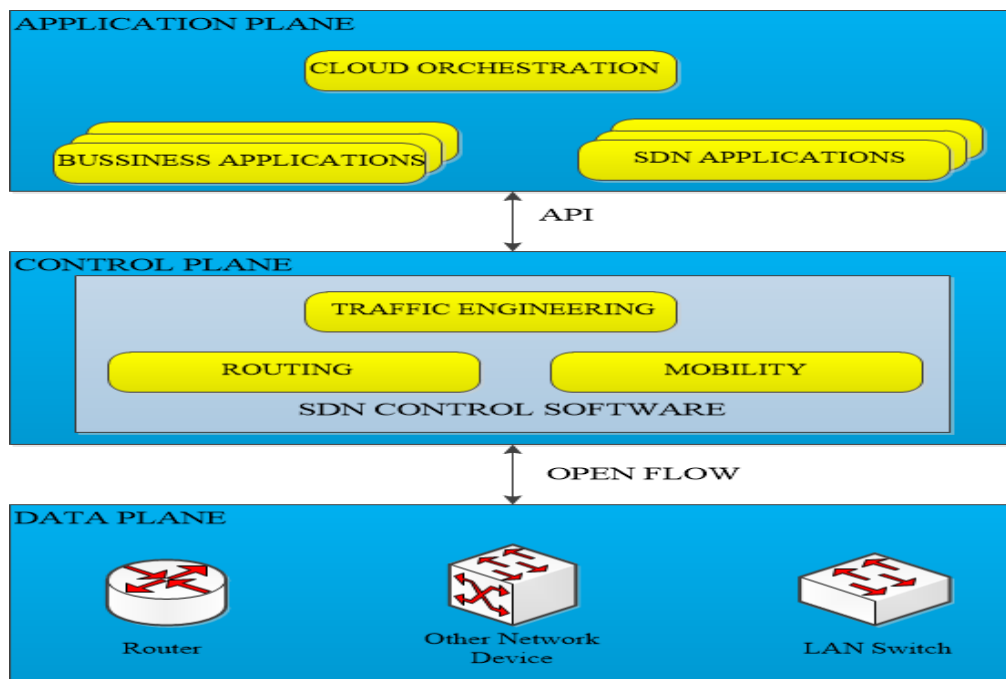 APPLICATION PLANE
CLOUD ORCHESTRATION
BUSSINESS APPLICATIONS
SDN APPLICATIONS
API
CONTROL PLANE
TRAFFIC ENGINEERING
ROUTING
MOBILITY
SDN CONTROL SOFTWARE
OPEN FLOW
DATA PLANE
Router
Other Network
Device
LAN Switch